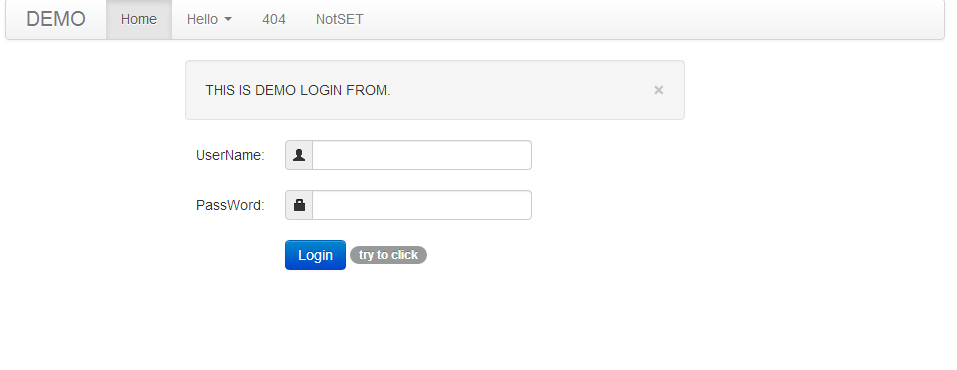 DEMO Home Hello 404 NotSET
THIS IS DEMO LOGIN FROM. ×
UserName:
PassWord:
Login try to click